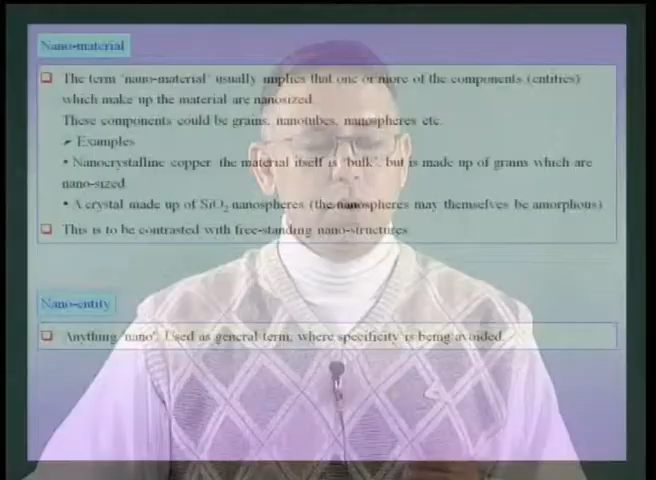 Nano-material
The term 'nano-material' usually implies that one or more of the components (entities)
which make up the material are nanosized.
These components could be grains, nanotubes, nanospheres etc.
Examples
• Nanocrystalline copper the material itself is 'bulk', but is made up of grains which are
nano-sized.
• A crystal made up of SiO₂ nanospheres (the nanospheres may themselves be amorphous)
This is to be contrasted with free-standing nano-structures
Nano-entity
Anything 'nano'. Used as general term, where specificity is being avoided.